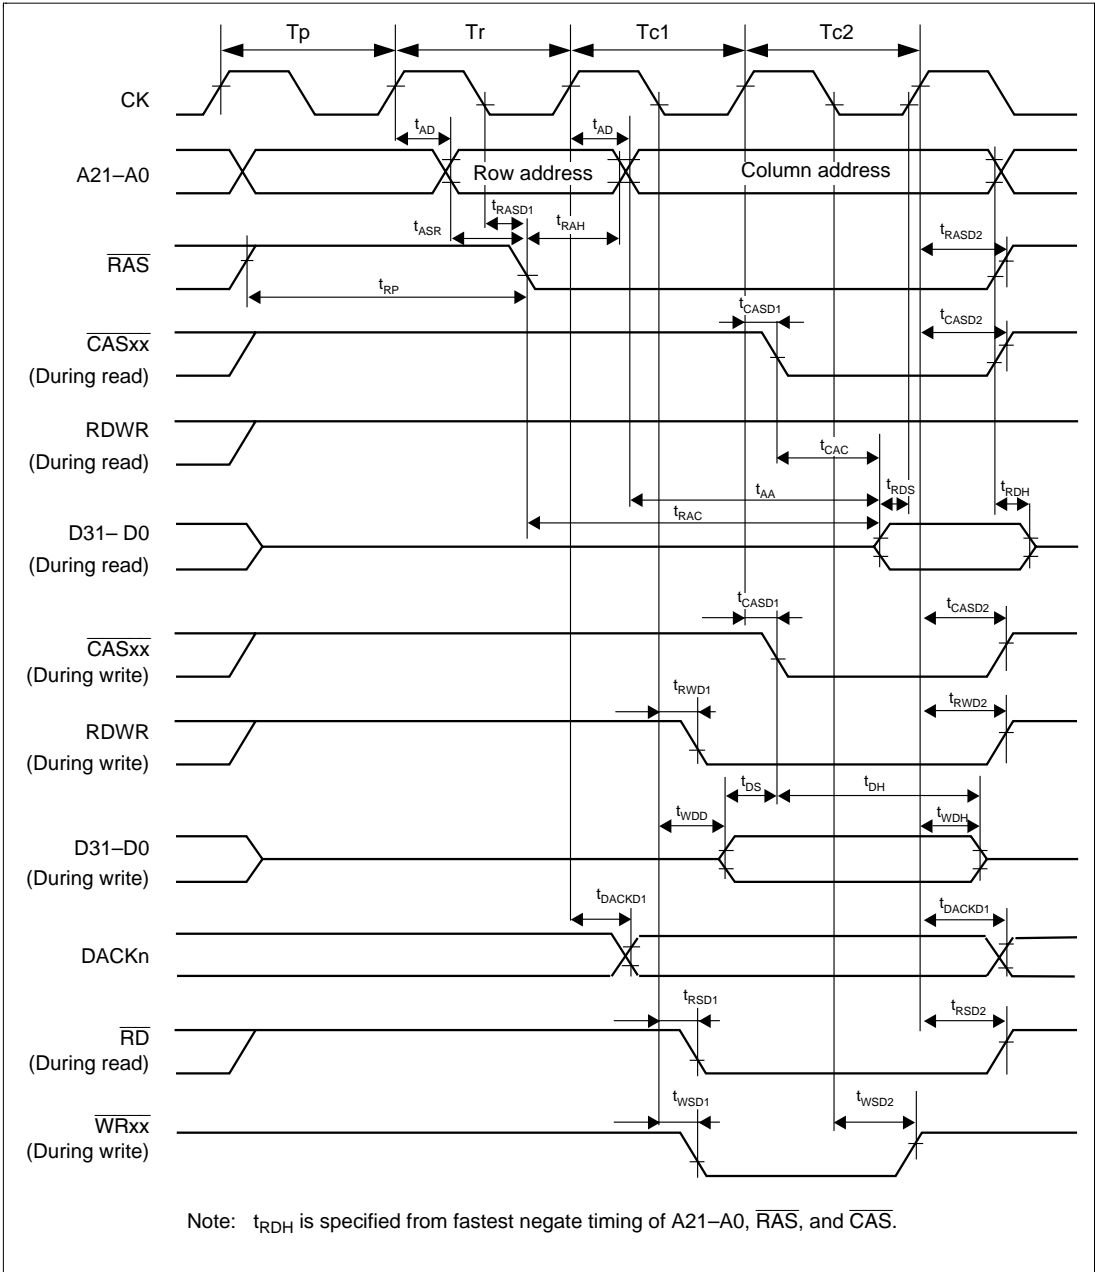 Tp Tr Tc1 Tc2
CK
tAD tAD
A21–A0 Row address Column address
tRASD1
tASR tRAH tRASD2
RAS
tRP
tCASD1 tCASD2
CASxx
(During read)
RDWR
(During read)
tCAC
tAA tRDS tRDH
tRAC
D31– D0
(During read)
tCASD1 tCASD2
CASxx
(During write)
tRWD1 tRWD2
RDWR
(During write)
tDS tDH
tWDD tWDH
D31–D0
(During write)
tDACKD1 tDACKD1
DACKn
tRSD1 tRSD2
RD
(During read)
tWSD1 tWSD2
WRxx
(During write)
Note: tRDH is specified from fastest negate timing of A21–A0, RAS, and CAS.